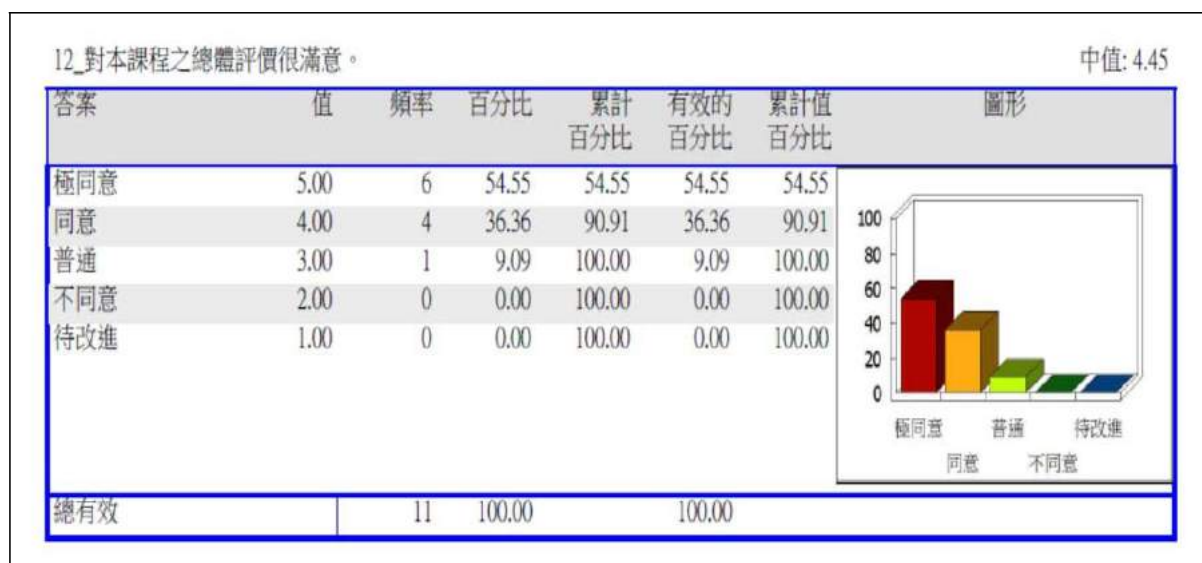 12_對本課程之總體評價很滿意。 中值: 4.45
答案 值 頻率 百分比 累計百分比 有效的百分比 累計值百分比 圖形
極同意 5.00 6 54.55 54.55 54.55 54.55
同意 4.00 4 36.36 90.91 36.36 90.91
普通 3.00 1 9.09 100.00 9.09 100.00
不同意 2.00 0 0.00 100.00 0.00 100.00
待改進 1.00 0 0.00 100.00 0.00 100.00
100
80
60
40
20
0
極同意 普通 待改進
同意 不同意
總有效 11 100.00 100.00